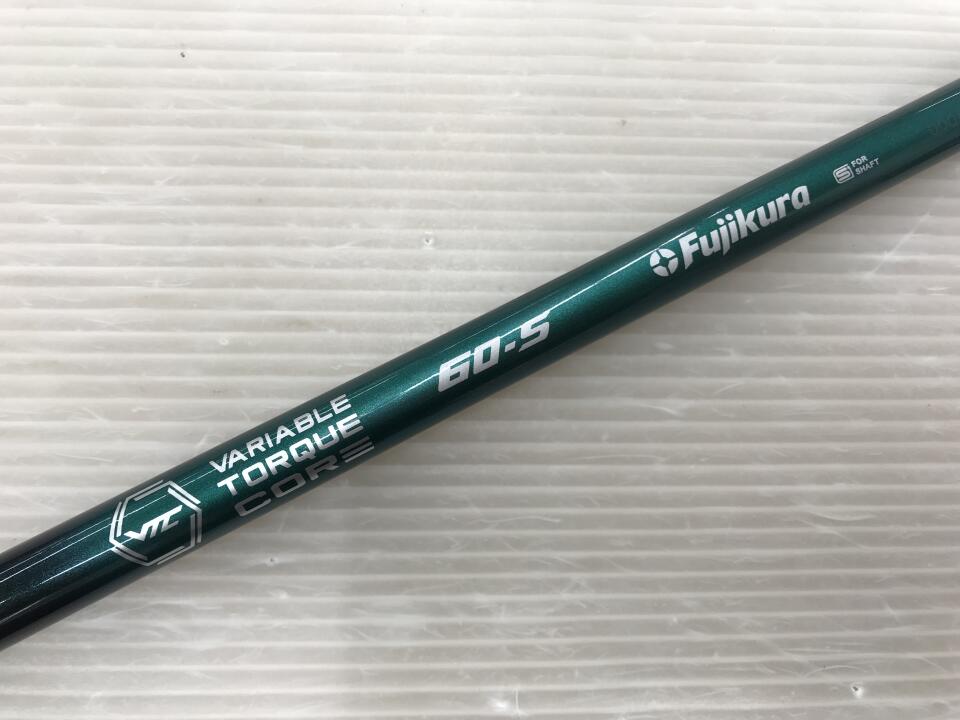 VTC
VARIABLE
TORQUE
CORE
60-S
Fujikura
S FOR
SHAFT